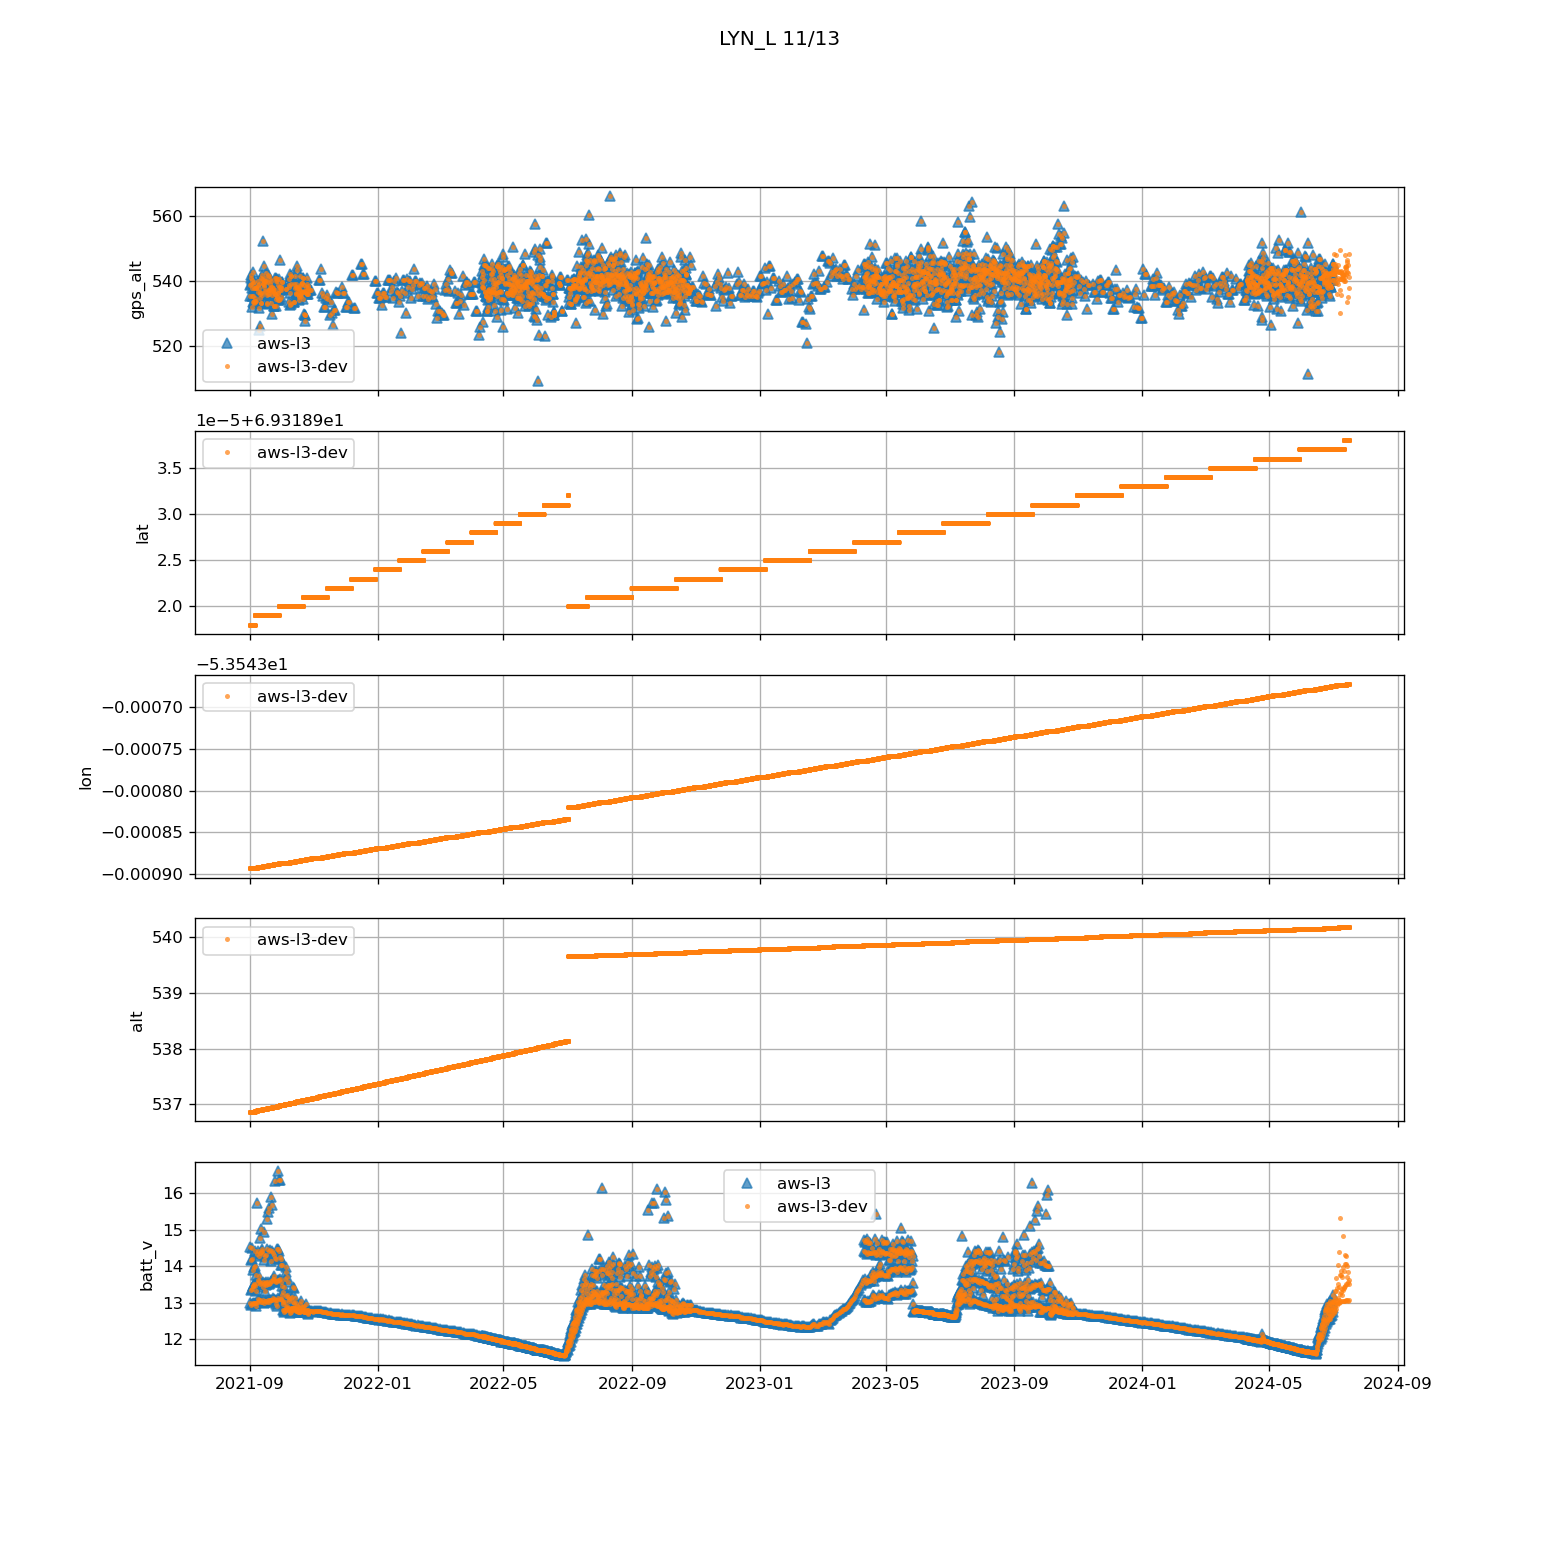 LYN_L 11/13
560
540
520
gps_alt
aws-l3
aws-l3-dev
1e−5+6.93189e1
3.5
3.0
2.5
2.0
lat
aws-l3-dev
−5.3543e1
−0.00070
−0.00075
−0.00080
−0.00085
−0.00090
lon
aws-l3-dev
540
539
538
537
alt
aws-l3-dev
16
15
14
13
12
batt_v
aws-l3
aws-l3-dev
2021-09 2022-01 2022-05 2022-09 2023-01 2023-05 2023-09 2024-01 2024-05 2024-09